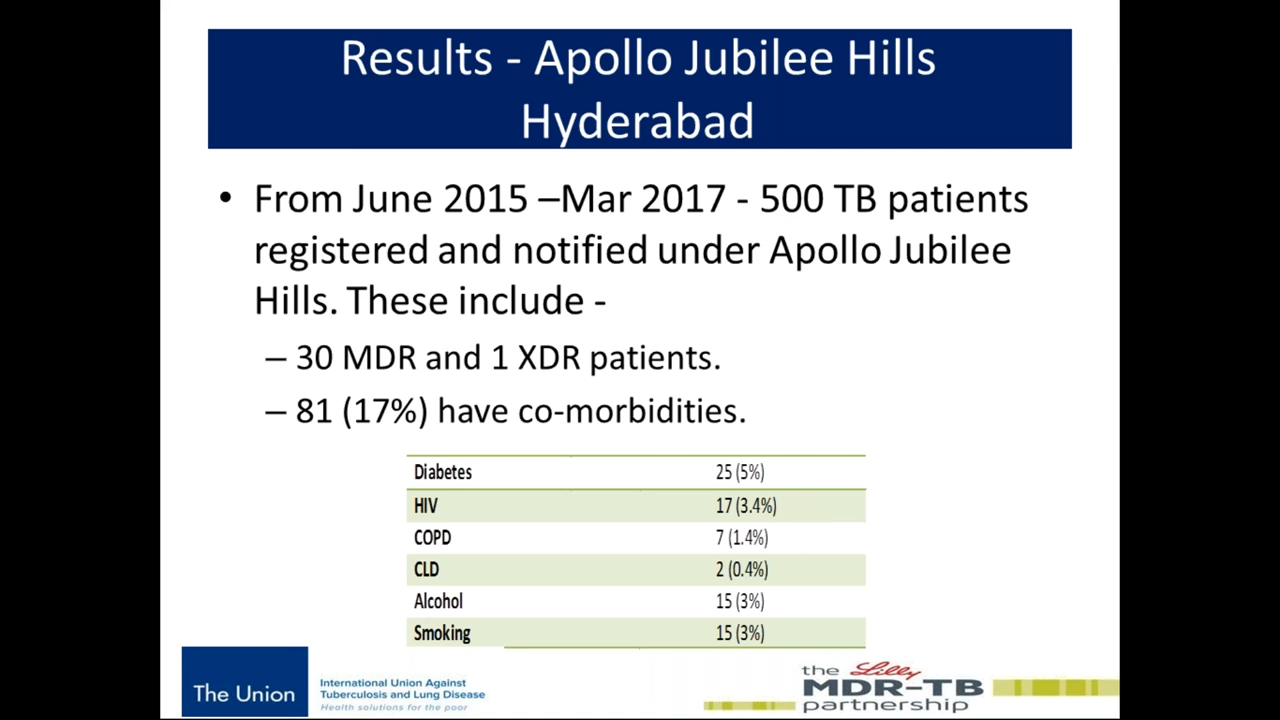 Results - Apollo Jubilee Hills
Hyderabad
• From June 2015 –Mar 2017 - 500 TB patients
registered and notified under Apollo Jubilee
Hills. These include -
– 30 MDR and 1 XDR patients.
– 81 (17%) have co-morbidities.
Diabetes 25 (5%)
HIV 17 (3.4%)
COPD 7 (1.4%)
CLD 2 (0.4%)
Alcohol 15 (3%)
Smoking 15 (3%)
The Union
International Union Against
Tuberculosis and Lung Disease
Health solutions for the poor
the Lilly
MDR-TB
partnership